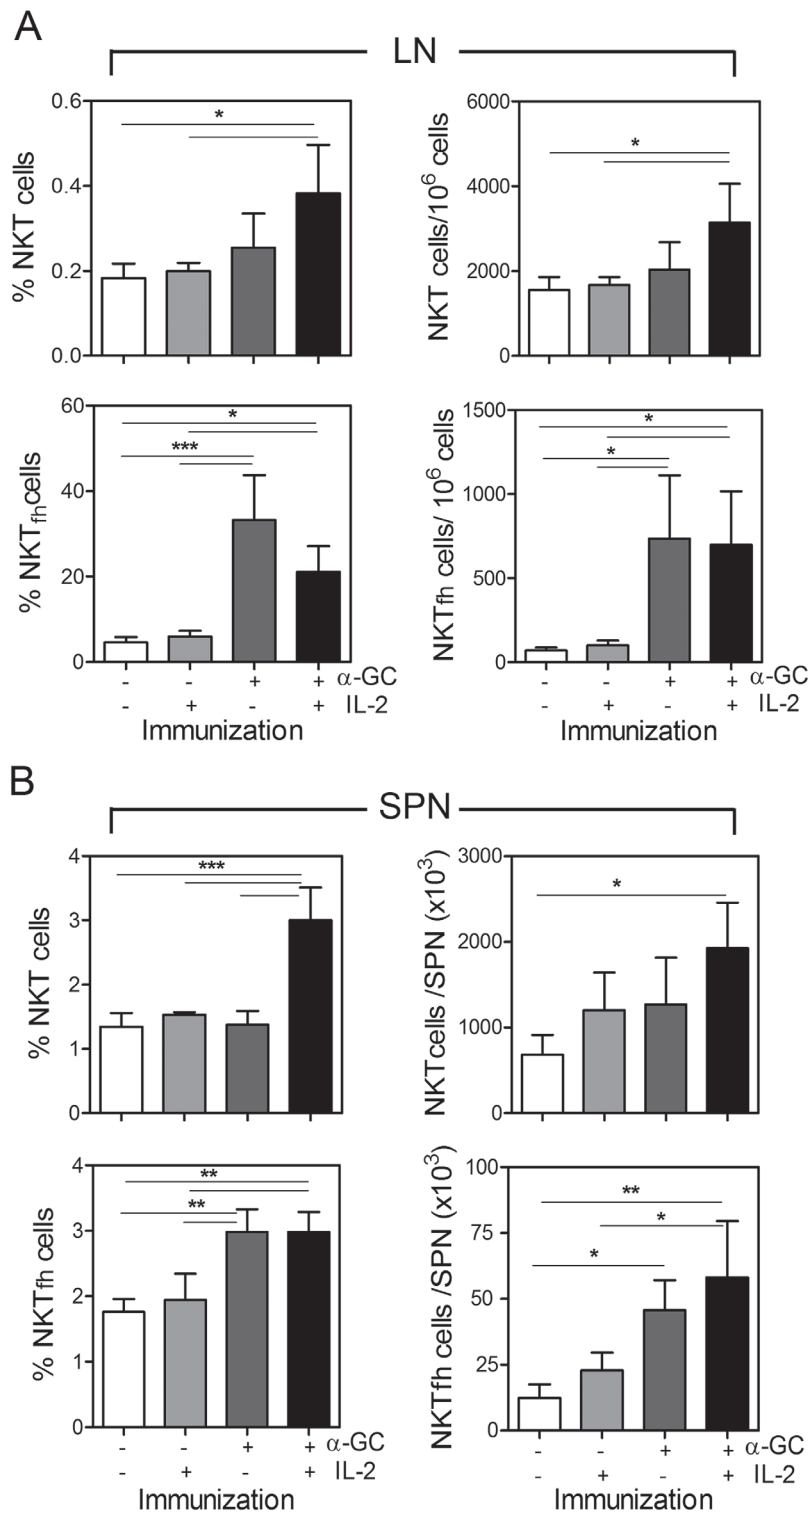 A
LN
% NKT cells
0.6
0.4
0.2
0.0
*
NKT cells/10⁶ cells
6000
4000
2000
0
*
% NKTfh cells
60
40
20
0
*
***
- - + + α-GC
- + - + IL-2
Immunization
NKTfh cells/ 10⁶ cells
1500
1000
500
0
*
*
- - + + α-GC
- + - + IL-2
Immunization
B
SPN
% NKT cells
4
3
2
1
0
***
NKTcells /SPN (x10³)
3000
2000
1000
0
*
% NKTfh cells
4
3
2
1
0
**
**
- - + + α-GC
- + - + IL-2
Immunization
NKTfh cells /SPN (x10³)
100
75
50
25
0
**
*
*
- - + + α-GC
- + - + IL-2
Immunization